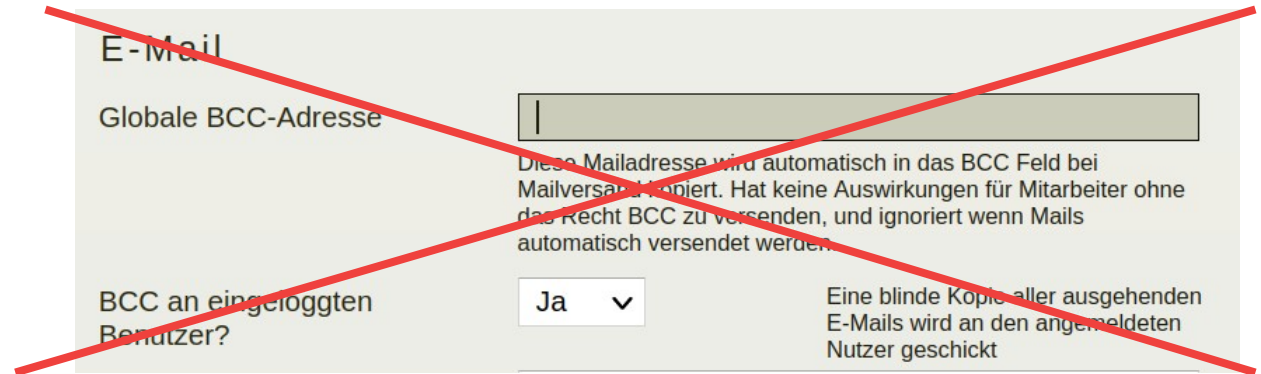 E-Mail
Globale BCC-Adresse
Diese Mailadresse wird automatisch in das BCC Feld bei
Mailversand kopiert. Hat keine Auswirkungen für Mitarbeiter ohne
das Recht BCC zu versenden, und ignoriert wenn Mails
automatisch versendet werden.
BCC an eingeloggten
Benutzer?
Ja
Eine blinde Kopie aller ausgehenden
E-Mails wird an den angemeldeten
Nutzer geschickt